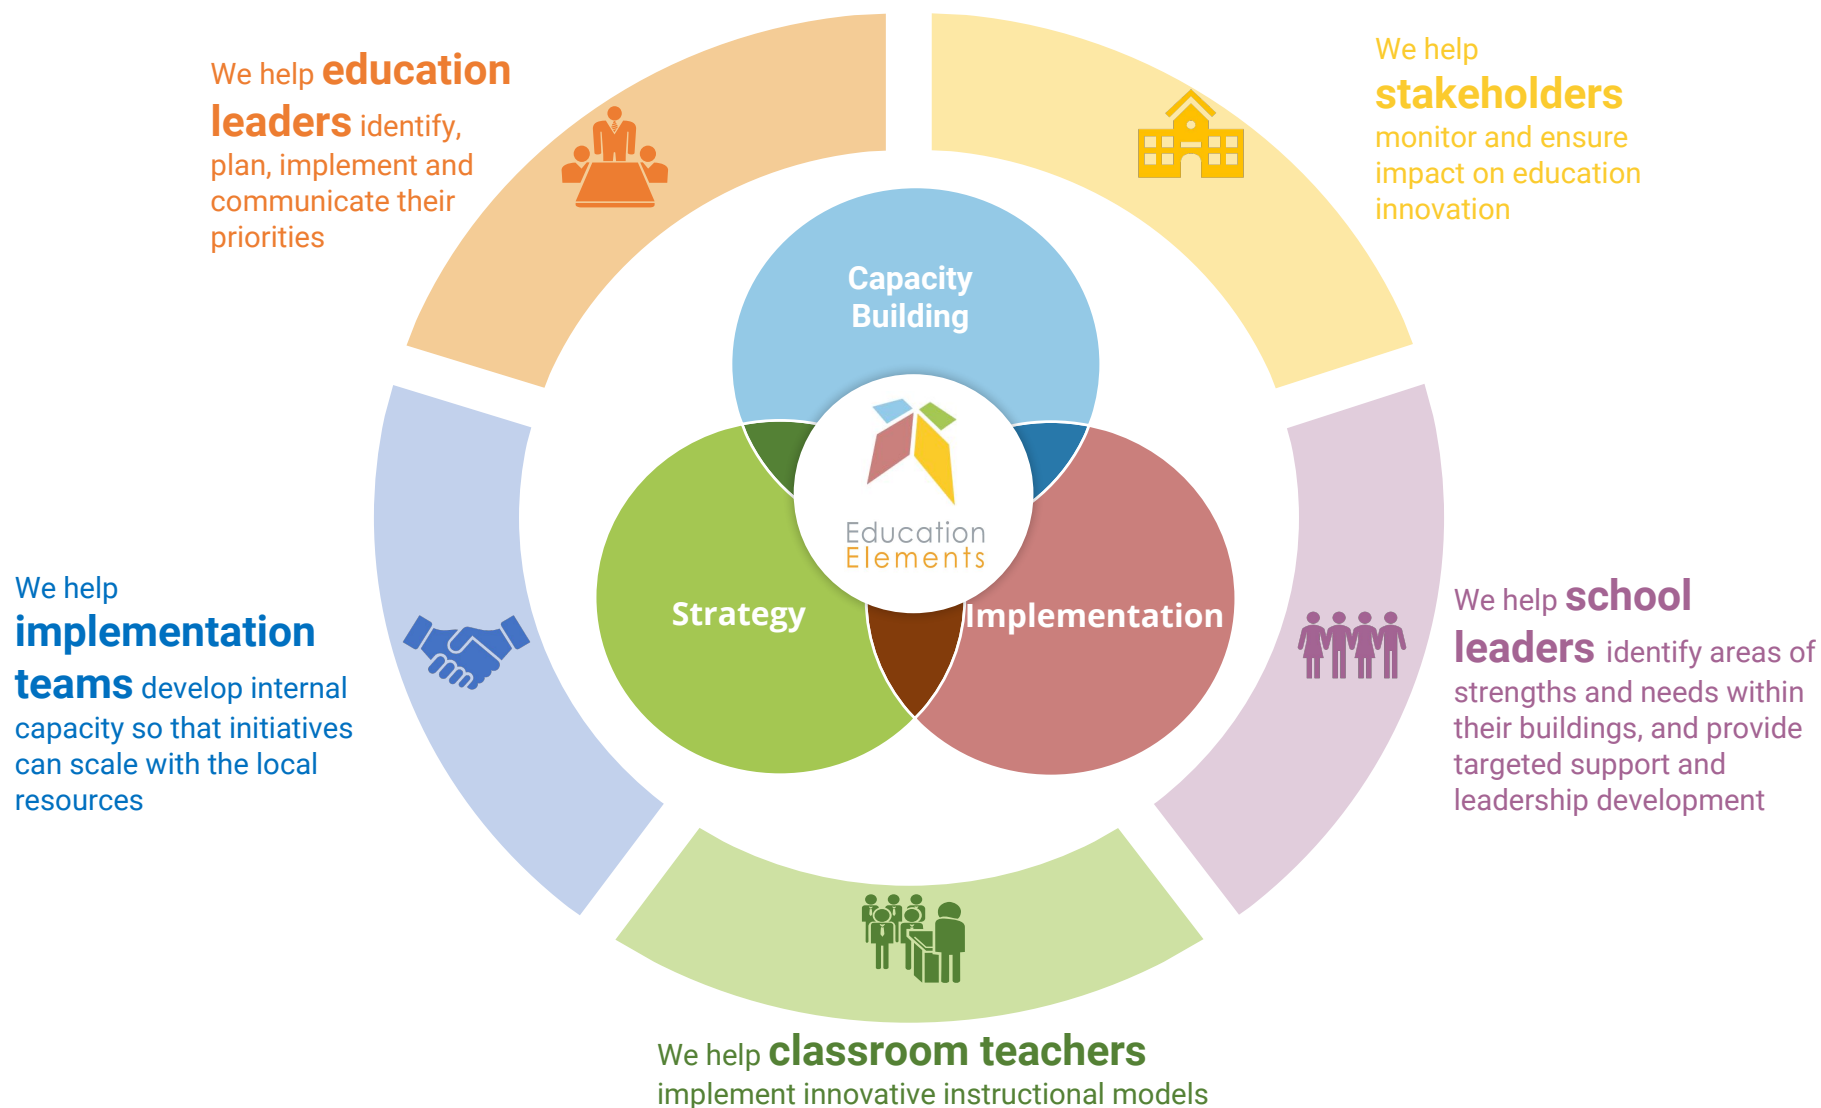 We help education
leaders identify,
plan, implement and
communicate their
priorities
We help
stakeholders
monitor and ensure
impact on education
innovation
Capacity
Building
Education
Elements
Strategy
Implementation
We help
implementation
teams develop internal
capacity so that initiatives
can scale with the local
resources
We help school
leaders identify areas of
strengths and needs within
their buildings, and provide
targeted support and
leadership development
We help classroom teachers
implement innovative instructional models